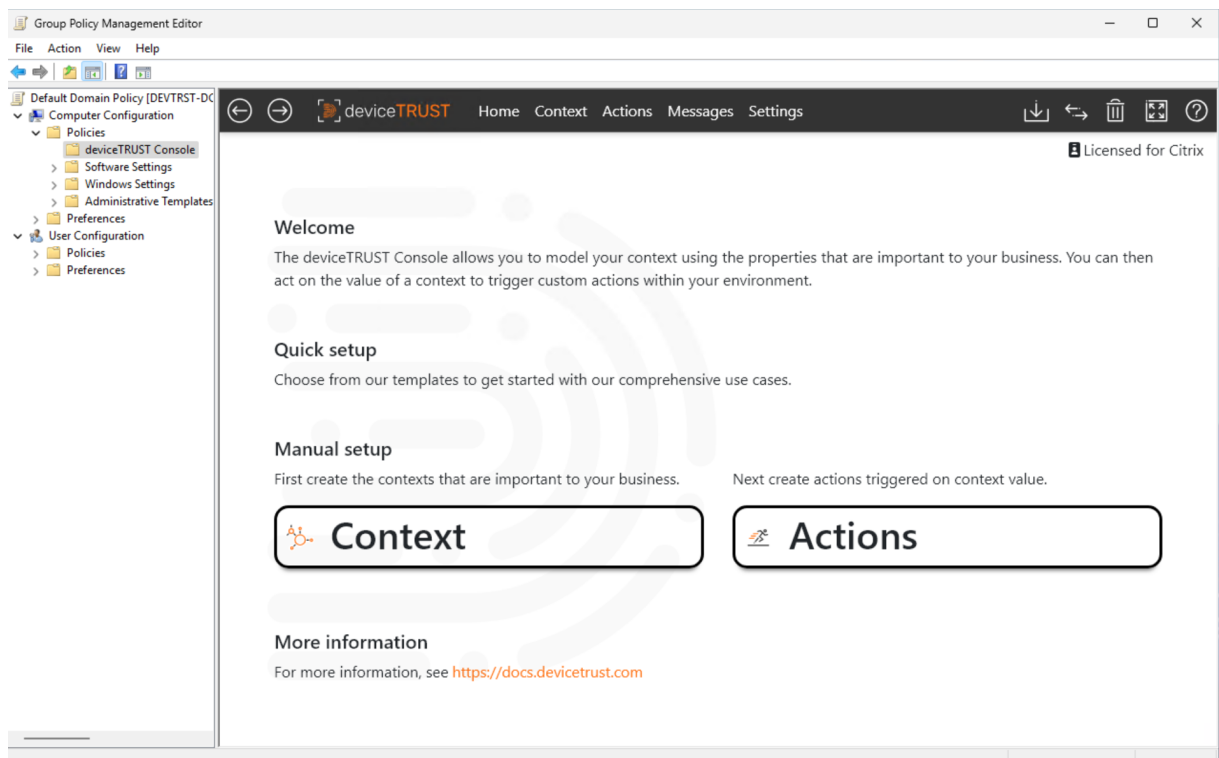 Group Policy Management Editor
File Action View Help
Default Domain Policy [DEVTRST-DC
Computer Configuration
Policies
deviceTRUST Console
Software Settings
Windows Settings
Administrative Templates
Preferences
User Configuration
Policies
Preferences
deviceTRUST Home Context Actions Messages Settings
Licensed for Citrix
Welcome
The deviceTRUST Console allows you to model your context using the properties that are important to your business. You can then
act on the value of a context to trigger custom actions within your environment.
Quick setup
Choose from our templates to get started with our comprehensive use cases.
Manual setup
First create the contexts that are important to your business.
Next create actions triggered on context value.
Context
Actions
More information
For more information, see https://docs.devicetrust.com